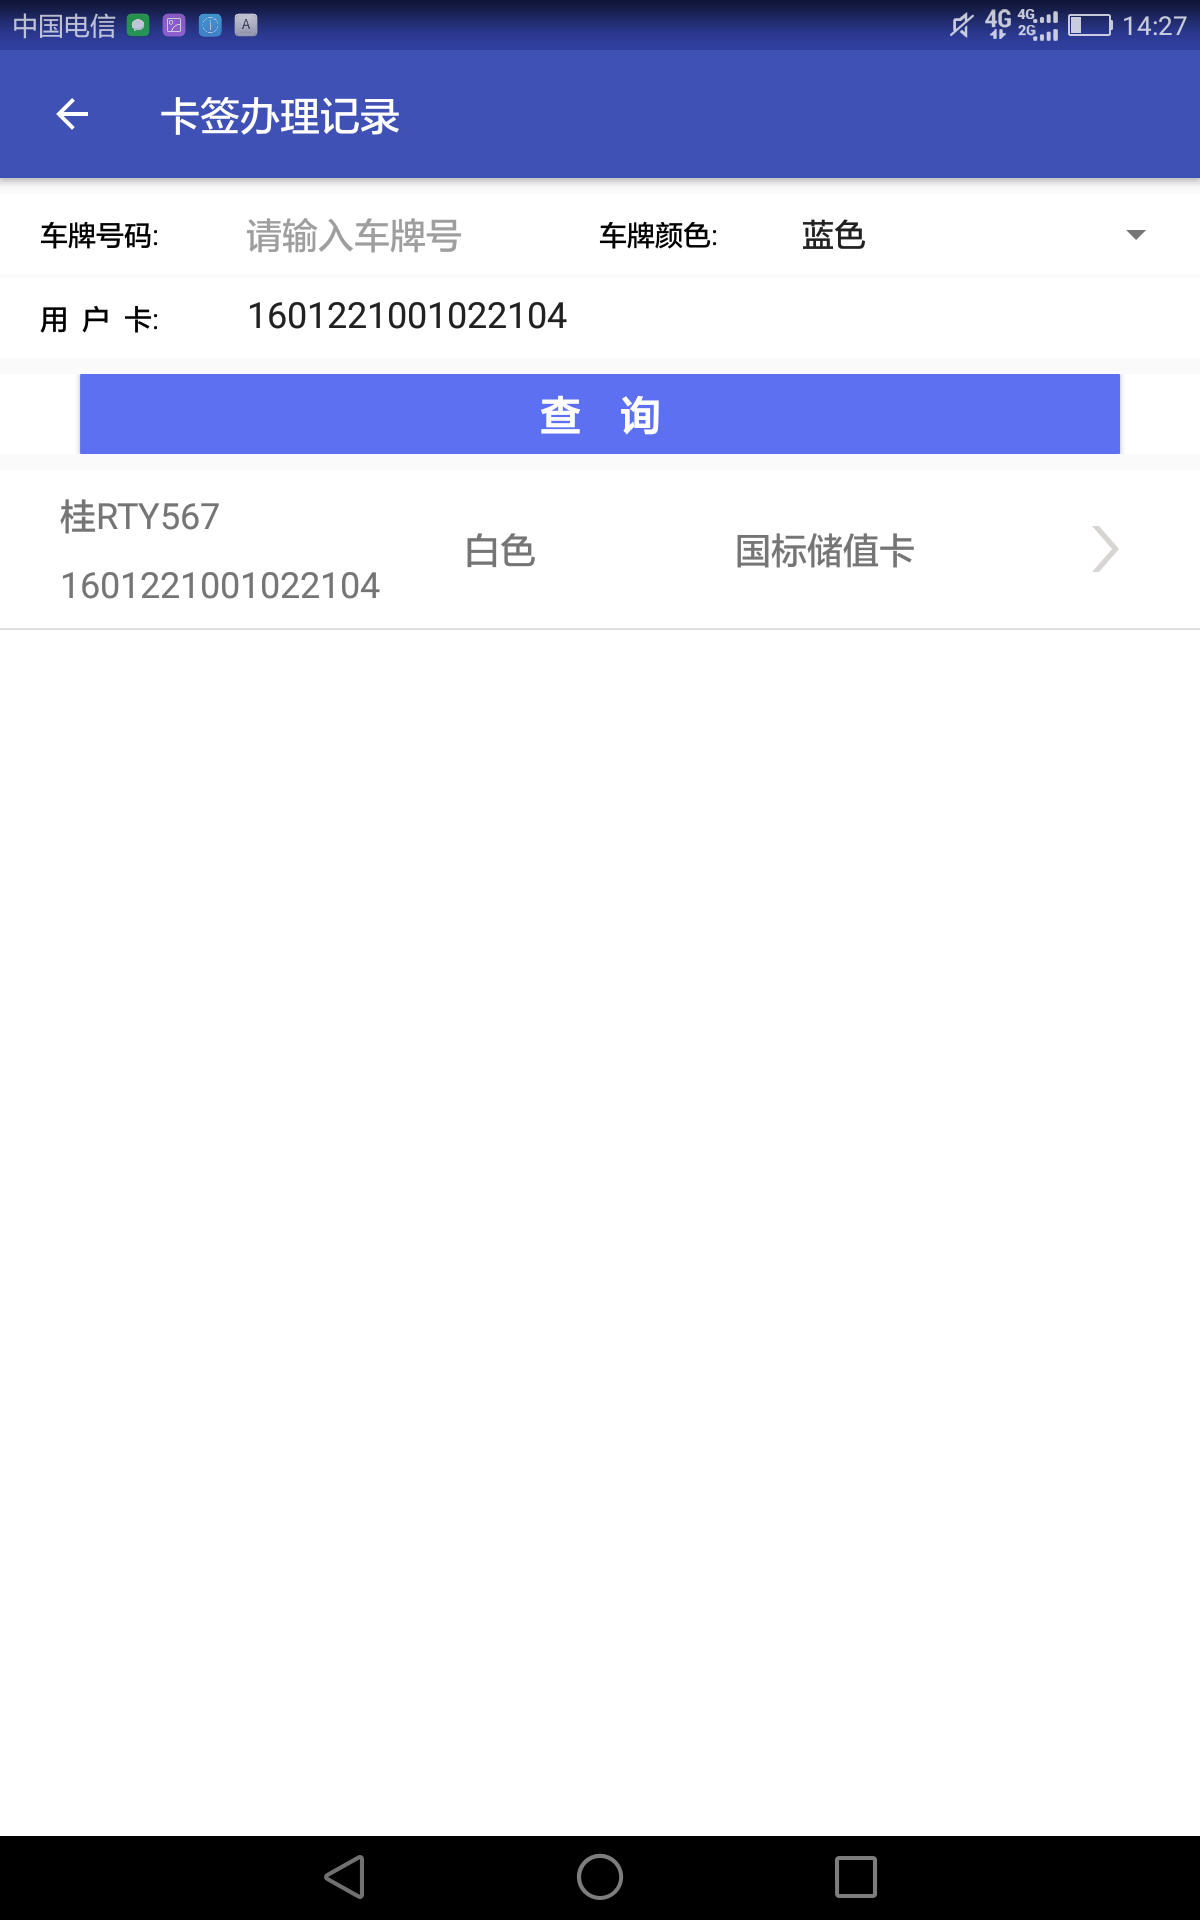 中国电信 A 4G 4G 2G 14:27
卡签办理记录
车牌号码: 请输入车牌号 车牌颜色: 蓝色
用 户 卡: 1601221001022104
查 询
桂RTY567
白色 国标储值卡
1601221001022104